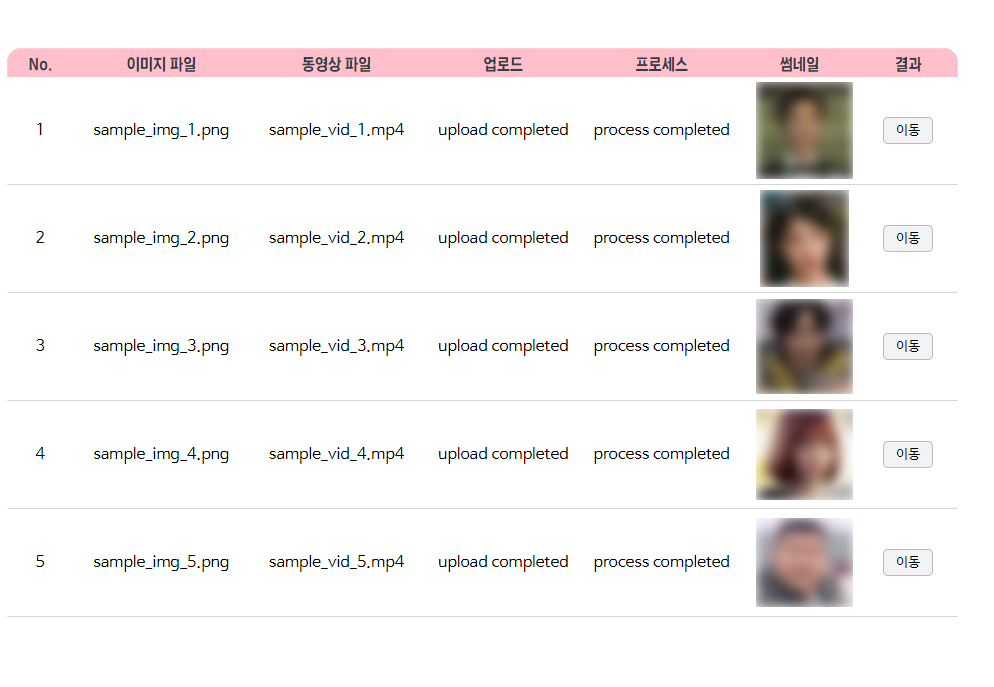 No. 이미지 파일 동영상 파일 업로드 프로세스 썸네일 결과
1 sample_img_1.png sample_vid_1.mp4 upload completed process completed 이동
2 sample_img_2.png sample_vid_2.mp4 upload completed process completed 이동
3 sample_img_3.png sample_vid_3.mp4 upload completed process completed 이동
4 sample_img_4.png sample_vid_4.mp4 upload completed process completed 이동
5 sample_img_5.png sample_vid_5.mp4 upload completed process completed 이동